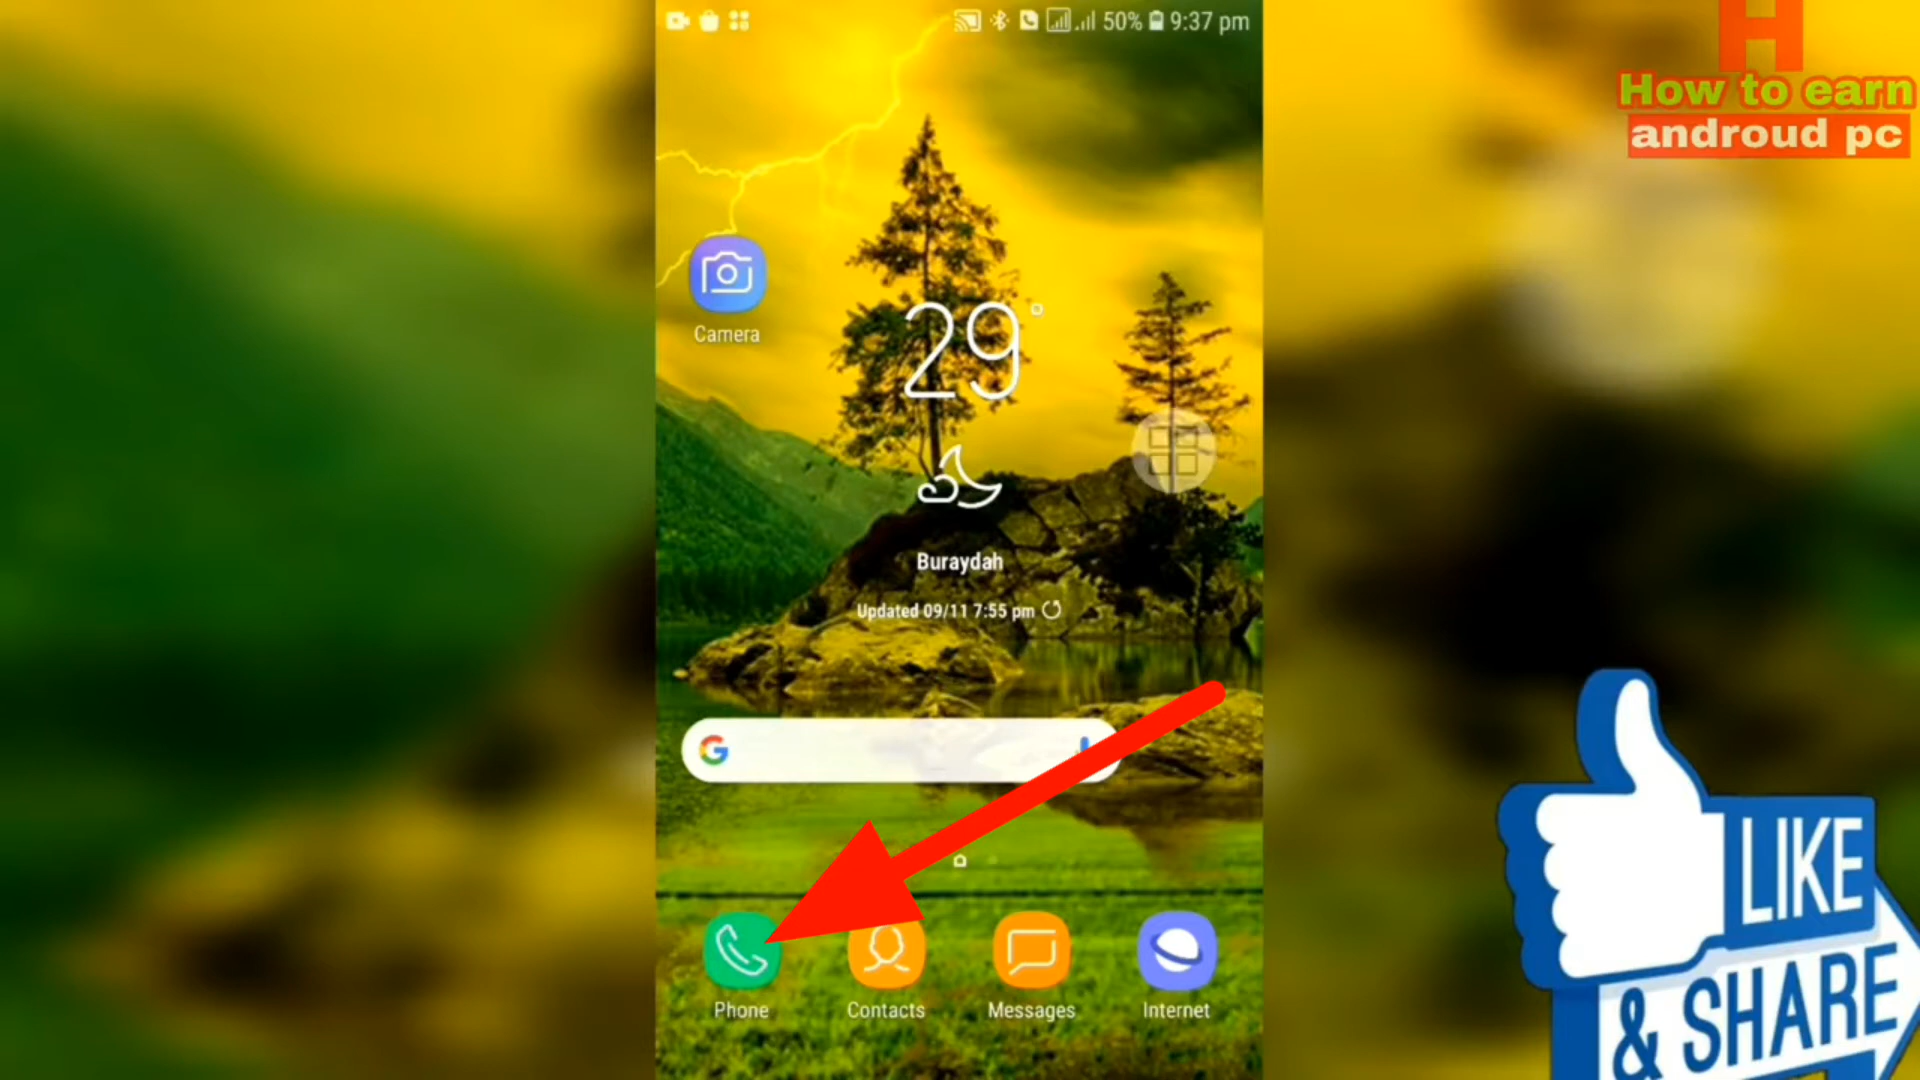 50% 9:37 pm
H
How to earn
androud pc
Camera
29°
Buraydah
Updated 09/11 7:55 pm
G
Phone
Contacts
Messages
Internet
LIKE
& SHARE